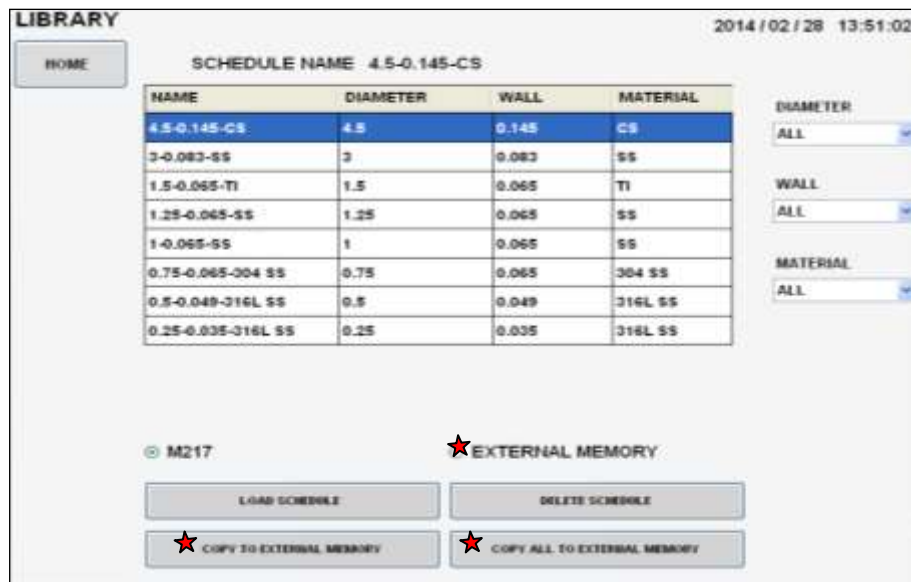 LIBRARY
2014 / 02 / 28 13:51:02
HOME
SCHEDULE NAME 4.5-0.145-CS
NAME DIAMETER WALL MATERIAL
4.5-0.145-CS 4.5 0.145 CS
3-0.083-SS 3 0.083 SS
1.5-0.065-TI 1.5 0.065 TI
1.25-0.065-SS 1.25 0.065 SS
1-0.065-SS 1 0.065 SS
0.75-0.065-304 SS 0.75 0.065 304 SS
0.5-0.049-316L SS 0.5 0.049 316L SS
0.25-0.035-316L SS 0.25 0.035 316L SS
DIAMETER
ALL
WALL
ALL
MATERIAL
ALL
M217 EXTERNAL MEMORY
LOAD SCHEDULE DELETE SCHEDULE
COPY TO EXTERNAL MEMORY COPY ALL TO EXTERNAL MEMORY